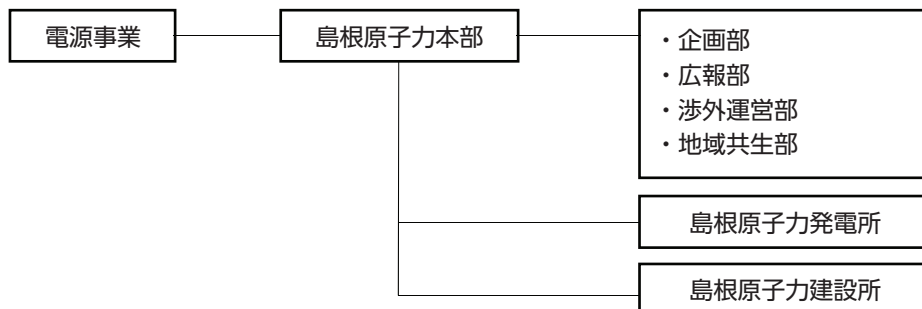 電源事業
島根原子力本部
・企画部
・広報部
・渉外運営部
・地域共生部
島根原子力発電所
島根原子力建設所